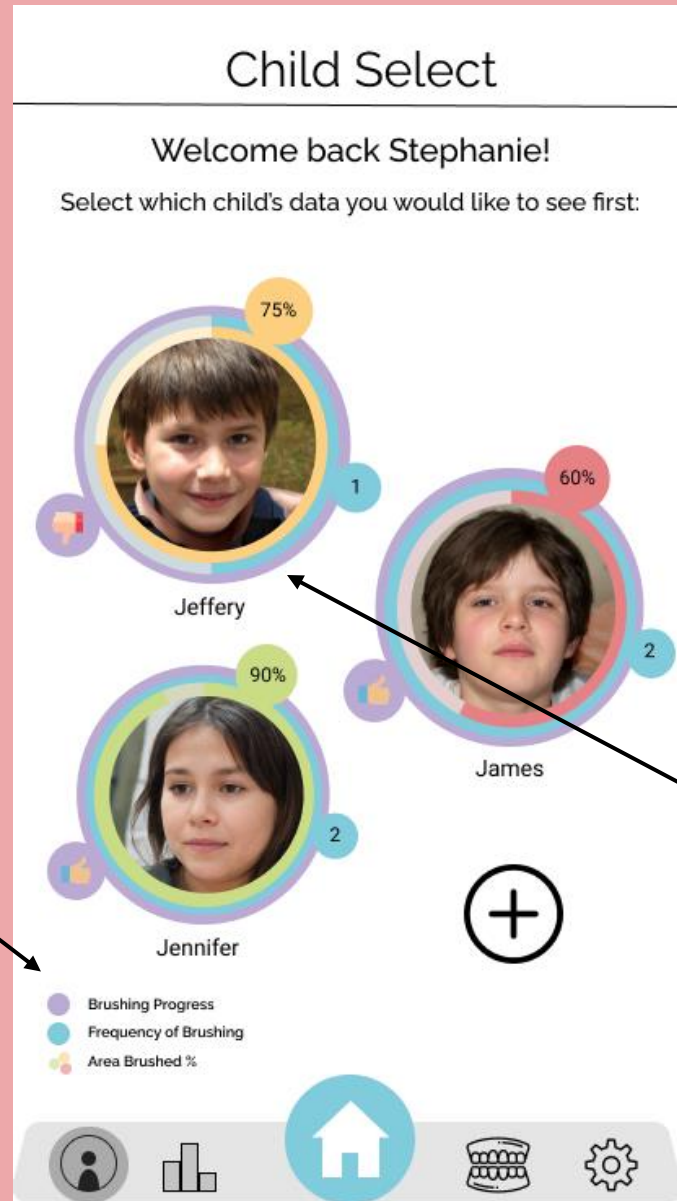 Child Select
Welcome back Stephanie!
Select which child's data you would like to see first:
75%
1
Jeffery
60%
2
James
90%
2
Jennifer
Brushing Progress
Frequency of Brushing
Area Brushed %